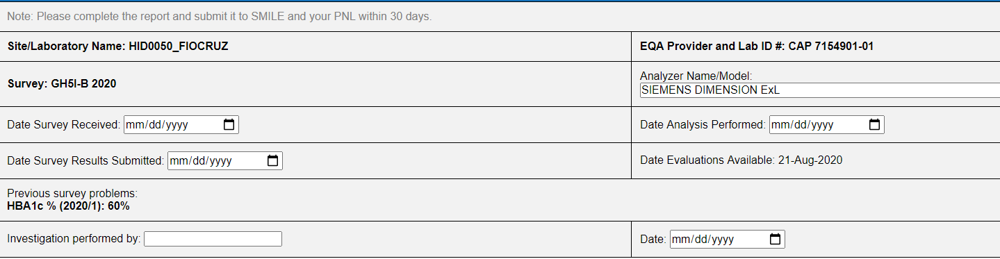 Note: Please complete the report and submit it to SMILE and your PNL within 30 days.
Site/Laboratory Name: HID0050_FIOCRUZ
EQA Provider and Lab ID #: CAP 7154901-01
Survey: GH5I-B 2020
Analyzer Name/Model:
SIEMENS DIMENSION ExL
Date Survey Received: mm/dd/yyyy
Date Analysis Performed: mm/dd/yyyy
Date Survey Results Submitted: mm/dd/yyyy
Date Evaluations Available: 21-Aug-2020
Previous survey problems:
HBA1c % (2020/1): 60%
Investigation performed by:
Date: mm/dd/yyyy